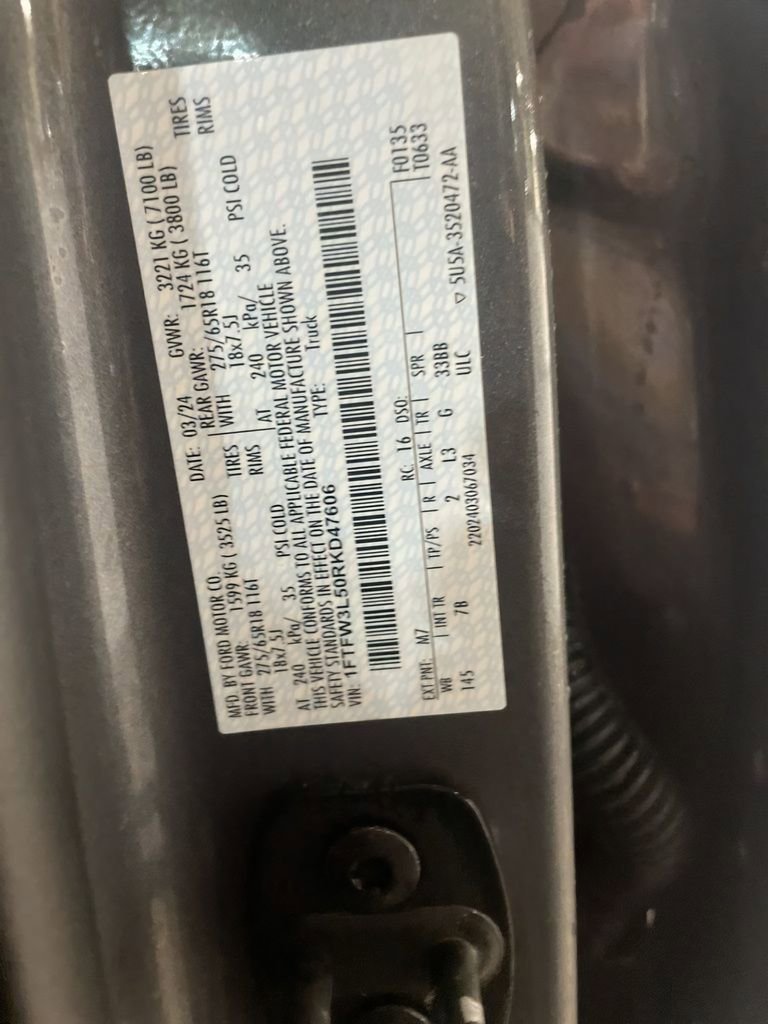 MFD. BY FORD MOTOR CO.
DATE: 03/24 GVWR: 3221 KG ( 7100 LB)
FRONT GAWR: 1599 KG ( 3525 LB) REAR GAWR: 1724 KG ( 3800 LB)
WITH 275/65R18 116T TIRES WITH 275/65R18 116T TIRES
18x7.5J RIMS 18x7.5J RIMS
AT 240 kPa/ 35 PSI COLD AT 240 kPa/ 35 PSI COLD
THIS VEHICLE CONFORMS TO ALL APPLICABLE FEDERAL MOTOR VEHICLE
SAFETY STANDARDS IN EFFECT ON THE DATE OF MANUFACTURE SHOWN ABOVE.
VIN: 1FTFW3L50RKD47606 TYPE: Truck
F0135
EXT PNT: M7 RC: 16 DSO: T0633
WB INT TR TP/PS R AXLE TR SPR
145 7B 2 L3 G 33BB
2202403067034 ULC ▽ 5U5A-3520472-AA